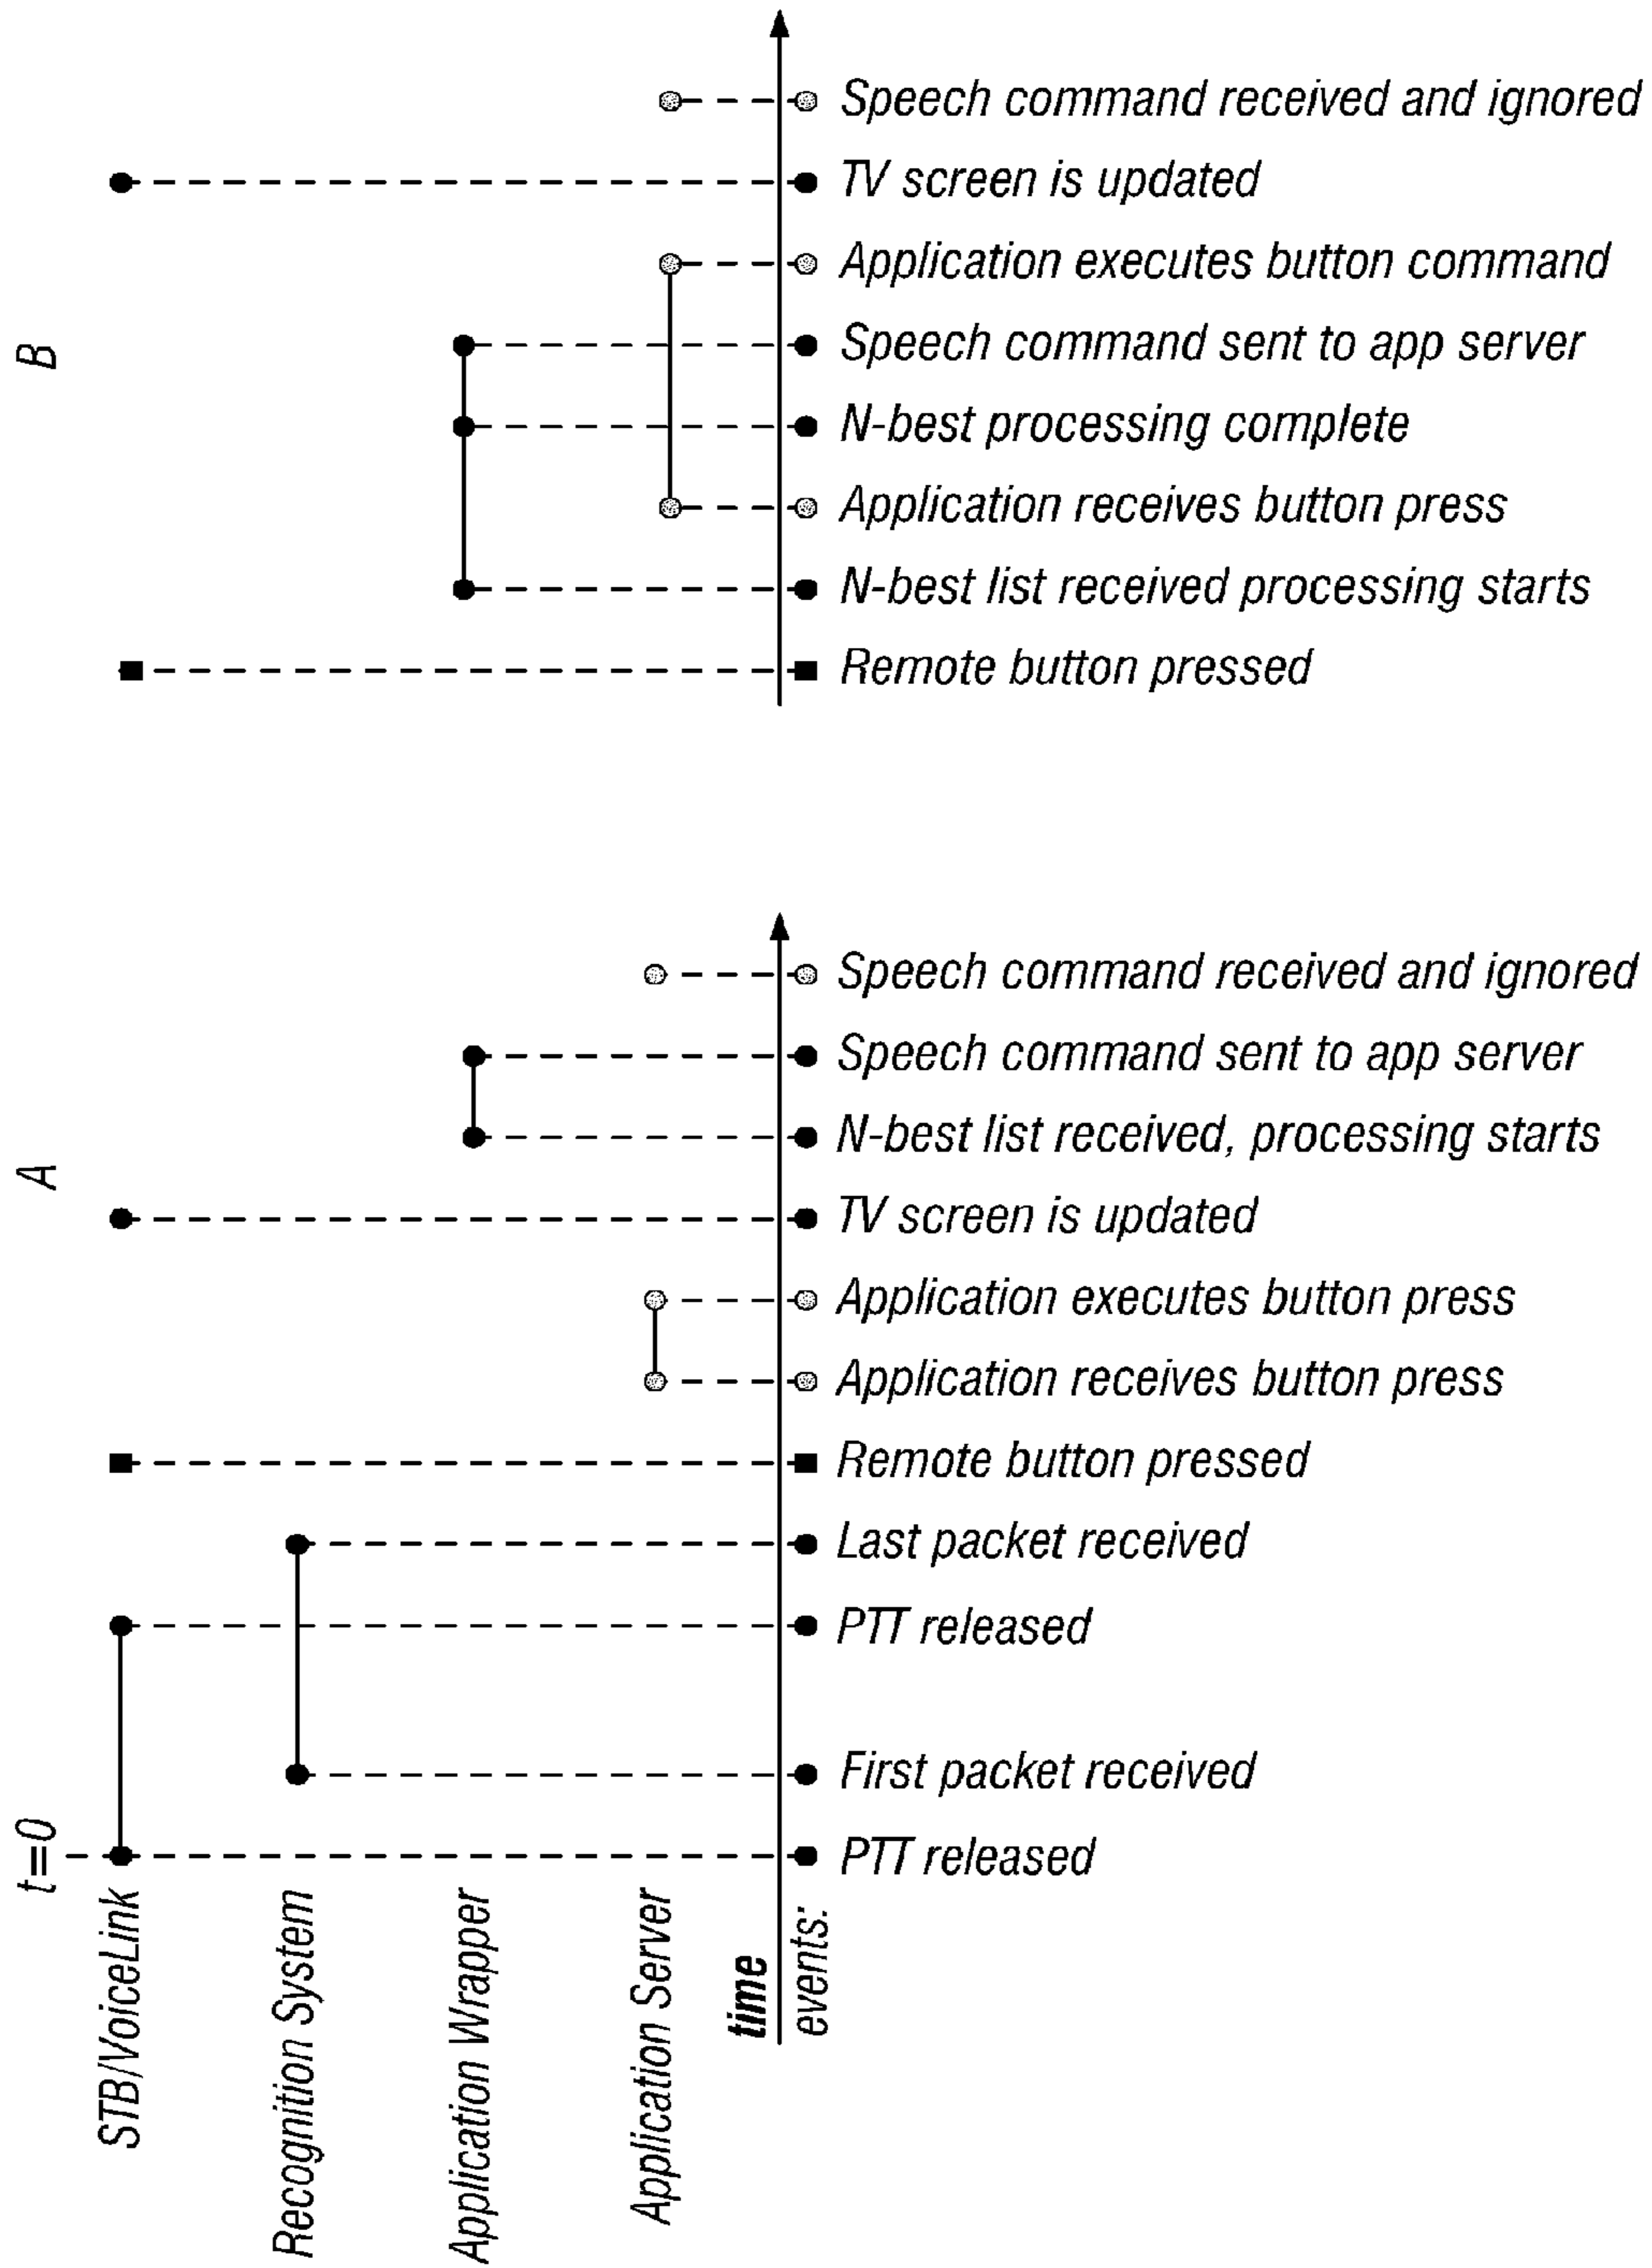 B
Speech command received and ignored
TV screen is updated
Application executes button command
Speech command sent to app server
N-best processing complete
Application receives button press
N-best list received processing starts
Remote button pressed
A
Speech command received and ignored
Speech command sent to app server
N-best list received, processing starts
TV screen is updated
Application executes button press
Application receives button press
Remote button pressed
Last packet received
PTT released
First packet received
PTT released
t=0
STB/VoiceLink
Recognition System
Application Wrapper
Application Server
time
events: